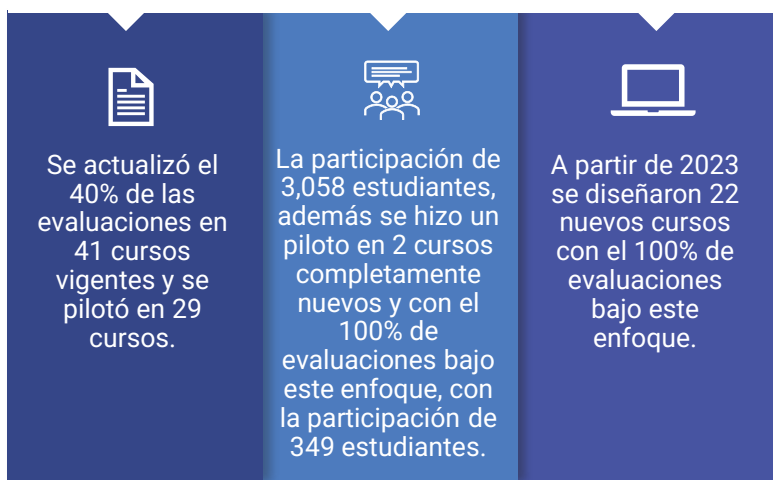 Se actualizó el
40% de las
evaluaciones en
41 cursos
vigentes y se
pilotó en 29
cursos.
La participación de
3,058 estudiantes,
además se hizo un
piloto en 2 cursos
completamente
nuevos y con el
100% de
evaluaciones bajo
este enfoque, con
la participación de
349 estudiantes.
A partir de 2023
se diseñaron 22
nuevos cursos
con el 100% de
evaluaciones
bajo este
enfoque.